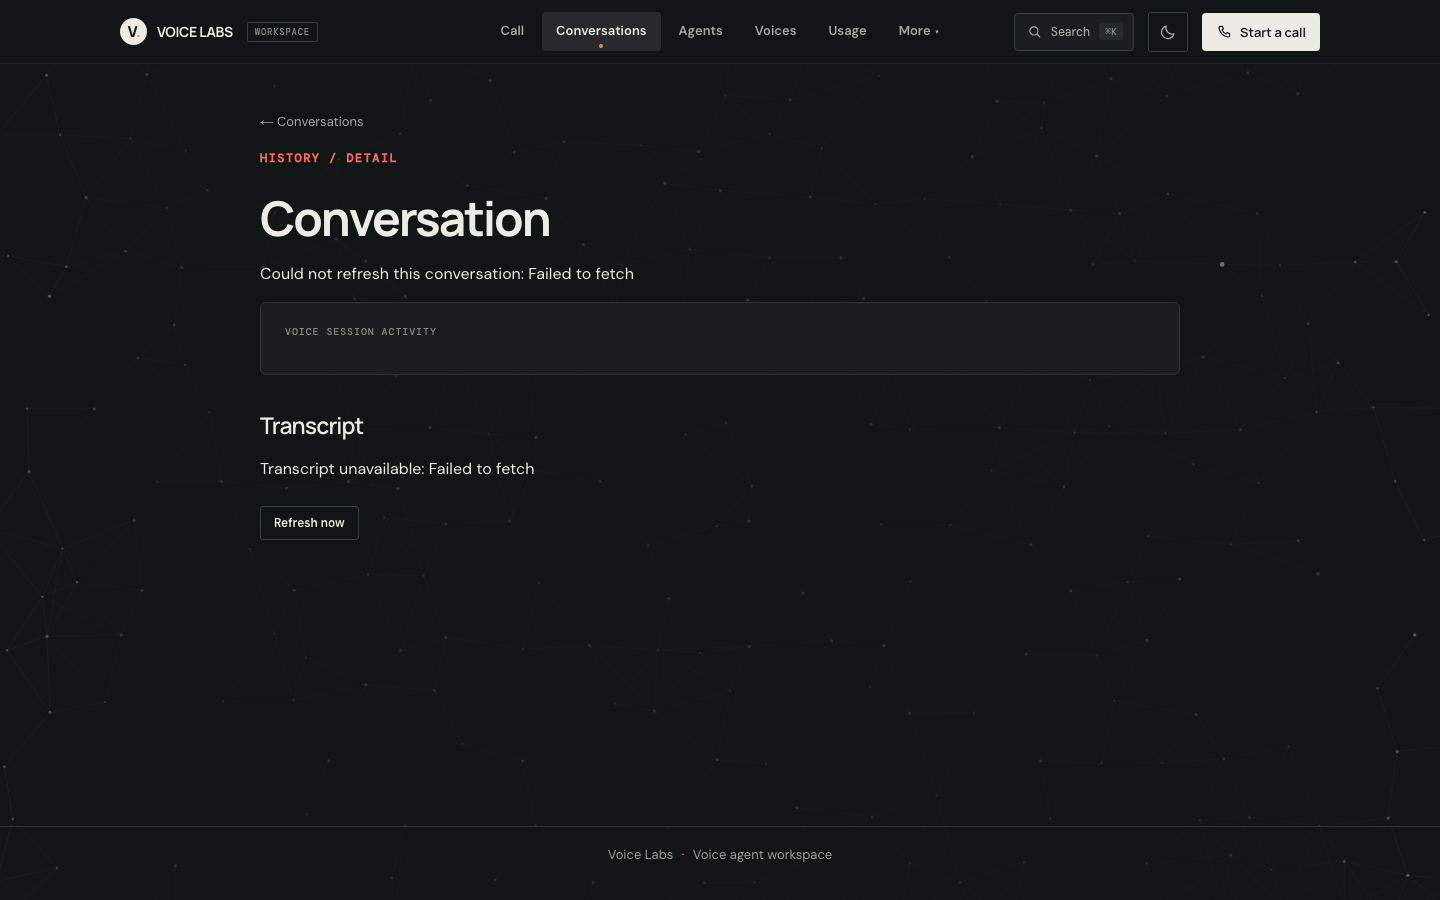 V. VOICE LABS WORKSPACE Call Conversations Agents Voices Usage More Search ⌘K Start a call
← Conversations
HISTORY / DETAIL
Conversation
Could not refresh this conversation: Failed to fetch
VOICE SESSION ACTIVITY
Transcript
Transcript unavailable: Failed to fetch
Refresh now
Voice Labs · Voice agent workspace